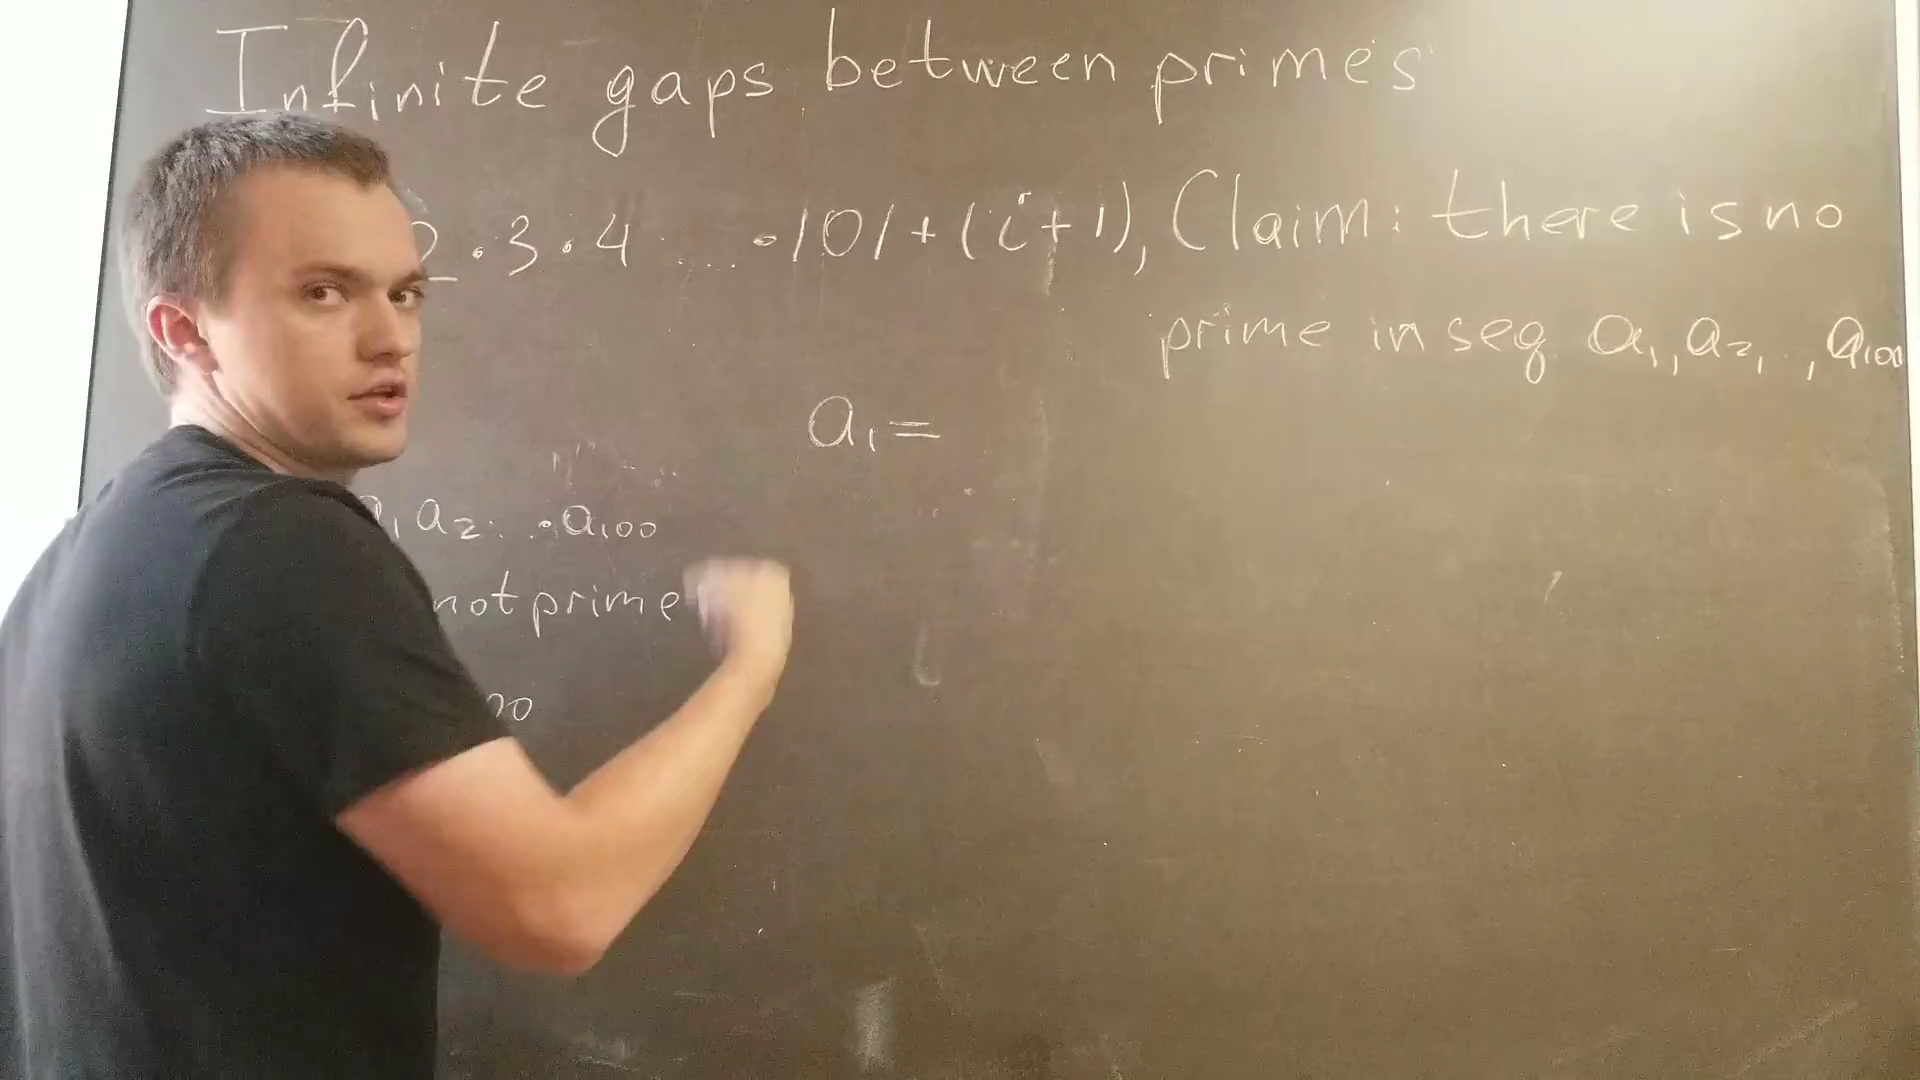 Infinite gaps between primes
2·3·4 .... ·101+(i+1), Claim: there is no
prime in seq a₁, a₂, .., a₁₀₀
a₁=
a₂...a₁₀₀
not prime